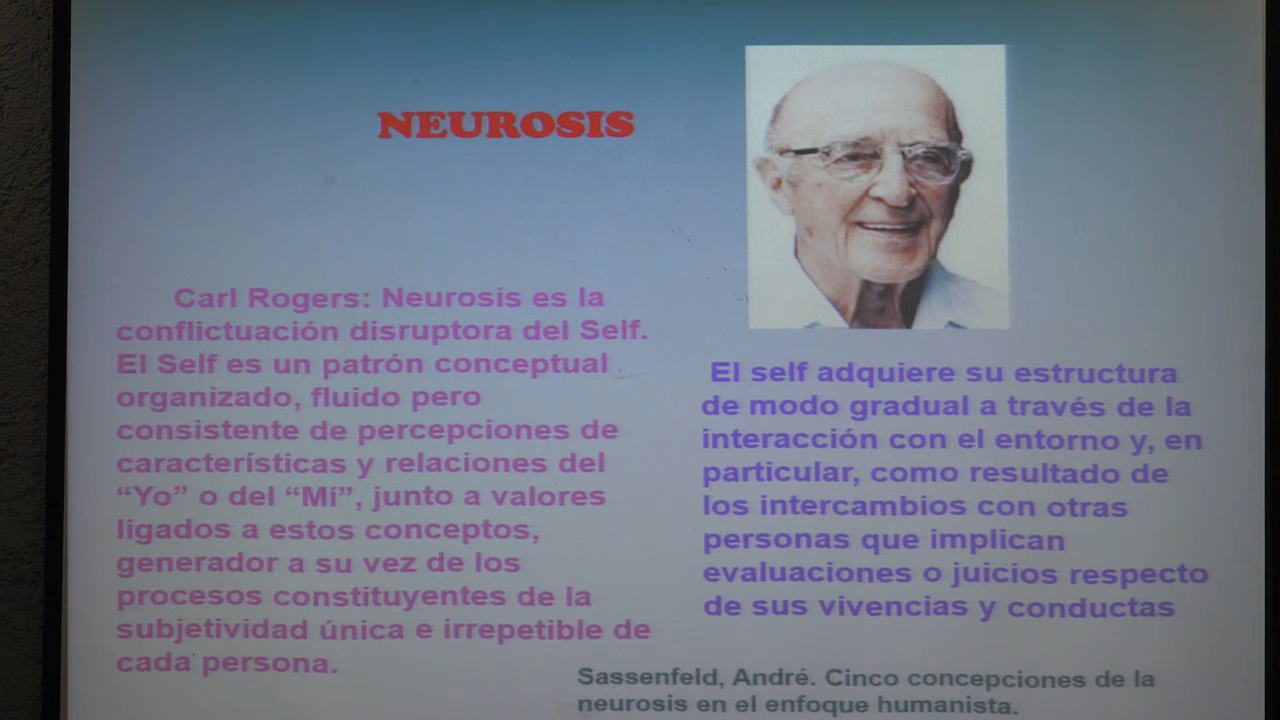 NEUROSIS
Carl Rogers: Neurosis es la
conflictuación disruptora del Self.
El Self es un patrón conceptual
organizado, fluido pero
consistente de percepciones de
características y relaciones del
“Yo” o del “Mí”, junto a valores
ligados a estos conceptos,
generador a su vez de los
procesos constituyentes de la
subjetividad única e irrepetible de
cada persona.
El self adquiere su estructura
de modo gradual a través de la
interacción con el entorno y, en
particular, como resultado de
los intercambios con otras
personas que implican
evaluaciones o juicios respecto
de sus vivencias y conductas
Sassenfeld, André. Cinco concepciones de la
neurosis en el enfoque humanista.